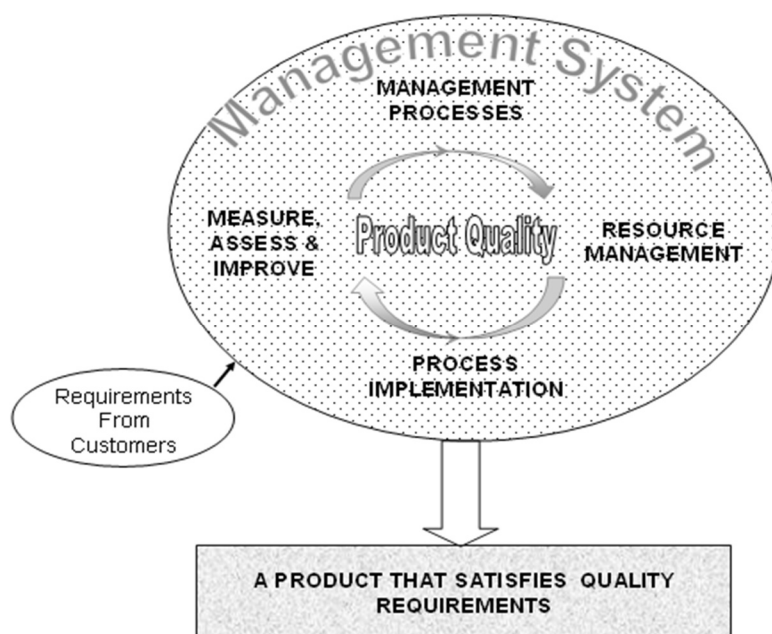 Management System
MANAGEMENT
PROCESSES
MEASURE,
ASSESS &
IMPROVE
Product Quality
RESOURCE
MANAGEMENT
PROCESS
IMPLEMENTATION
Requirements
From
Customers
A PRODUCT THAT SATISFIES QUALITY
REQUIREMENTS